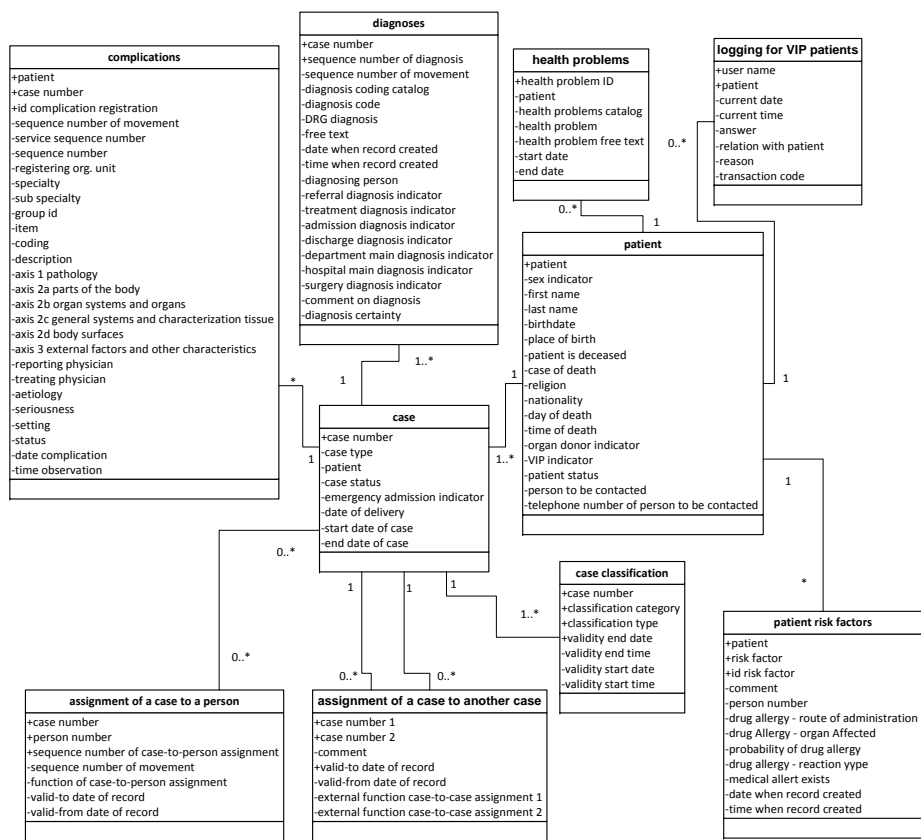 complications
+patient
+case number
+id complication registration
-sequence number of movement
-service sequence number
-sequence number
-registering org. unit
-specialty
-sub specialty
-group id
-item
-coding
-description
-axis 1 pathology
-axis 2a parts of the body
-axis 2b organ systems and organs
-axis 2c general systems and characterization tissue
-axis 2d body surfaces
-axis 3 external factors and other characteristics
-reporting physician
-treating physician
-aetiology
-seriousness
-setting
-status
-date complication
-time observation
diagnoses
+case number
+sequence number of diagnosis
-sequence number of movement
-diagnosis coding catalog
-diagnosis code
-DRG diagnosis
-free text
-date when record created
-time when record created
-diagnosing person
-referral diagnosis indicator
-treatment diagnosis indicator
-admission diagnosis indicator
-discharge diagnosis indicator
-department main diagnosis indicator
-hospital main diagnosis indicator
-surgery diagnosis indicator
-comment on diagnosis
-diagnosis certainty
health problems
+health problem ID
-patient
-health problems catalog
-health problem
-health problem free text
-start date
-end date
logging for VIP patients
+user name
+patient
-current date
-current time
-answer
-relation with patient
-reason
-transaction code
0..*
0..*
1
patient
+patient
-sex indicator
-first name
-last name
-birthdate
-place of birth
-patient is deceased
-case of death
-religion
-nationality
-day of death
-time of death
-organ donor indicator
-VIP indicator
-patient status
-person to be contacted
-telephone number of person to be contacted
1..*
1
*
1
1
1
1..*
1
case
+case number
-case type
-patient
-case status
-emergency admission indicator
-date of delivery
-start date of case
-end date of case
0..*
1
1
1
1..*
*
case classification
+case number
+classification category
+classification type
+validity end date
-validity end time
-validity start date
-validity start time
0..*
0..*
0..*
assignment of a case to a person
+case number
+person number
+sequence number of case-to-person assignment
-sequence number of movement
-function of case-to-person assignment
-valid-to date of record
-valid-from date of record
assignment of a case to another case
+case number 1
+case number 2
-comment
+valid-to date of record
-valid-from date of record
-external function case-to-case assignment 1
-external function case-to-case assignment 2
patient risk factors
+patient
+risk factor
+id risk factor
-comment
-person number
-drug allergy - route of administration
-drug Allergy - organ Affected
-probability of drug allergy
-drug allergy - reaction yype
-medical allert exists
-date when record created
-time when record created